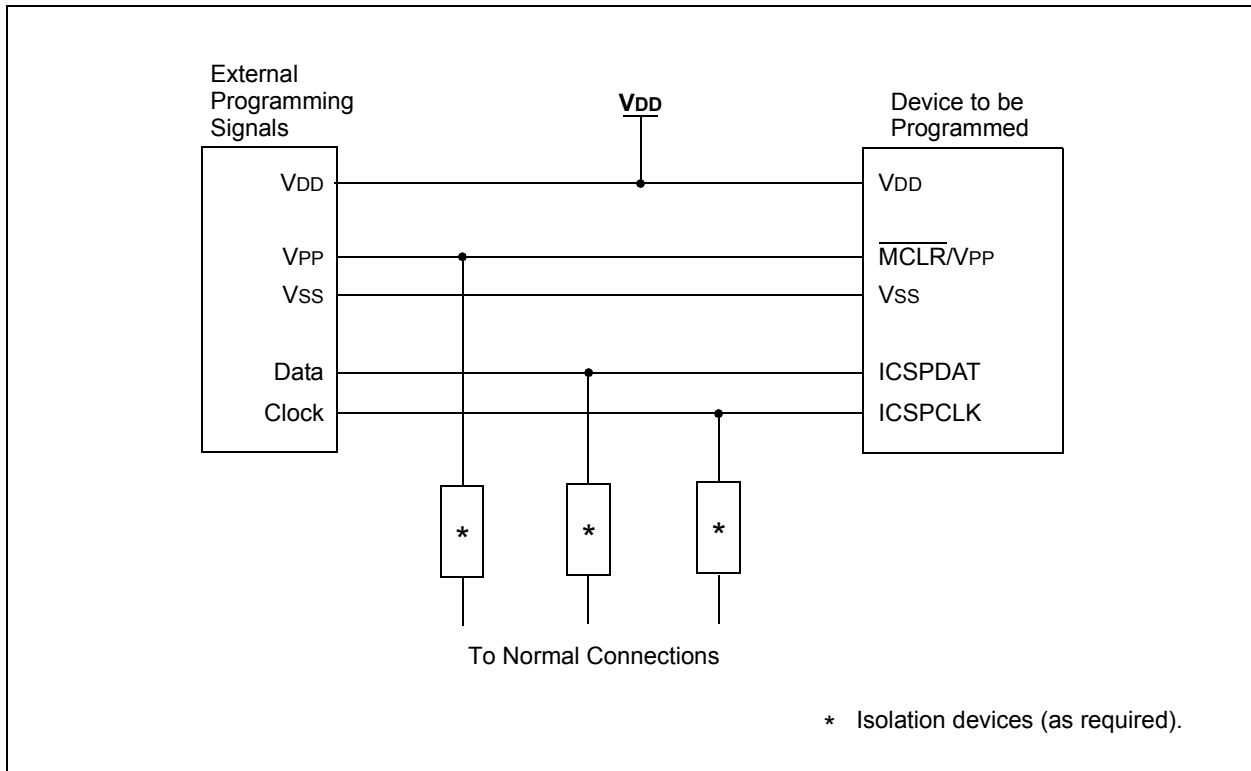 External
Programming
Signals
VDD
Device to be
Programmed
VDD
VDD
VPP
MCLR/VPP
VSS
VSS
Data
ICSPDAT
Clock
ICSPCLK
*
*
*
To Normal Connections
* Isolation devices (as required).